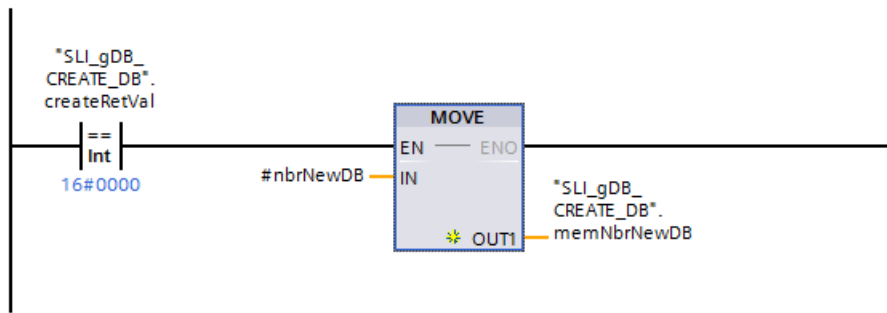 "SLI_gDB_
CREATE_DB".
createRetVal
==
Int
16#0000
MOVE
EN
ENO
#nbrNewDB
IN
OUT1
"SLI_gDB_
CREATE_DB".
memNbrNewDB